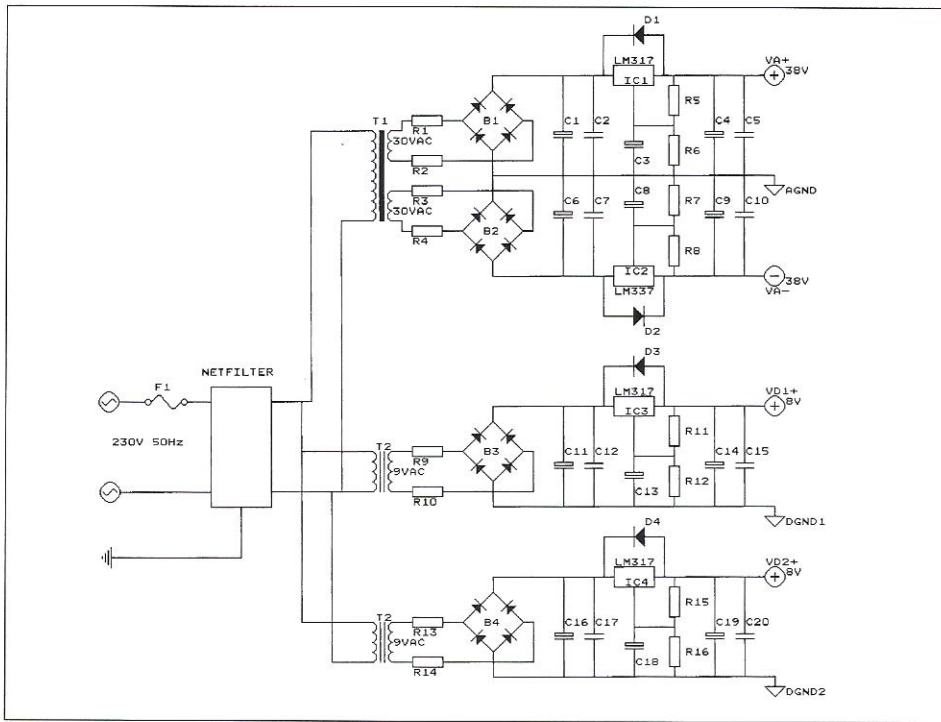 D1
LM317
IC1
VA+
38V
R5
C1
C2
C4
C5
T1
R1
B1
30VAC
R2
C3
R6
AGND
R3
30VAC
C6
C7
C8
R7
C9
C10
R4
B2
R8
IC2
LM337
38V
VA-
D2
D3
NETFILTER
LM317
IC3
VD1+
8V
F1
R11
230V 50Hz
T2
R9
B3
9VAC
C11
C12
C14
C15
R12
R10
C13
DGND1
D4
LM317
IC4
VD2+
8V
R15
T2
R13
B4
9VAC
C16
C17
C19
C20
R16
R14
C18
DGND2